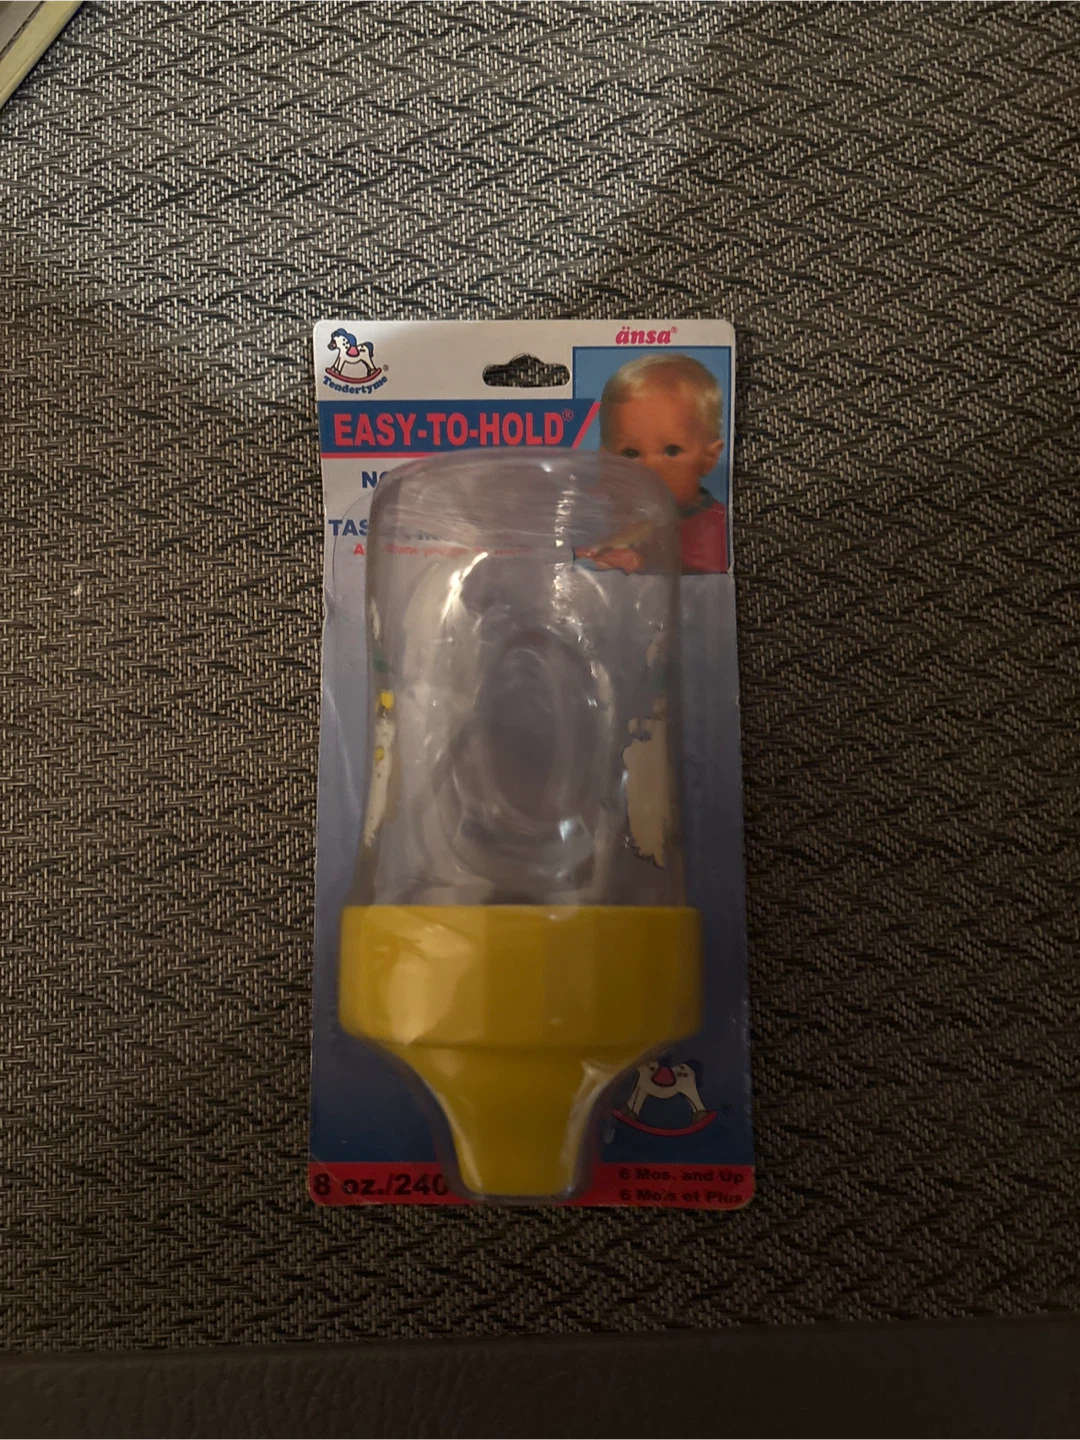 änsa®
Tendertyme®
EASY-TO-HOLD®
8 oz./240
6 Mos. and Up
6 Mois et Plus